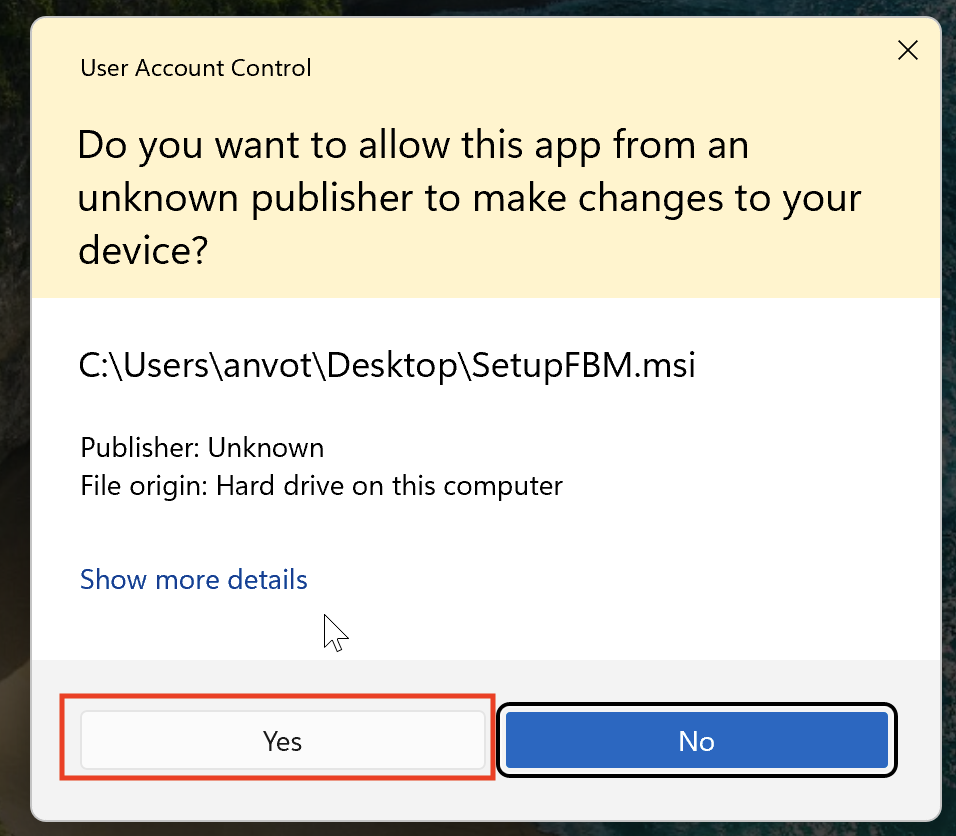 User Account Control
Do you want to allow this app from an
unknown publisher to make changes to your
device?
C:\Users\anvot\Desktop\SetupFBM.msi
Publisher: Unknown
File origin: Hard drive on this computer
Show more details
Yes
No